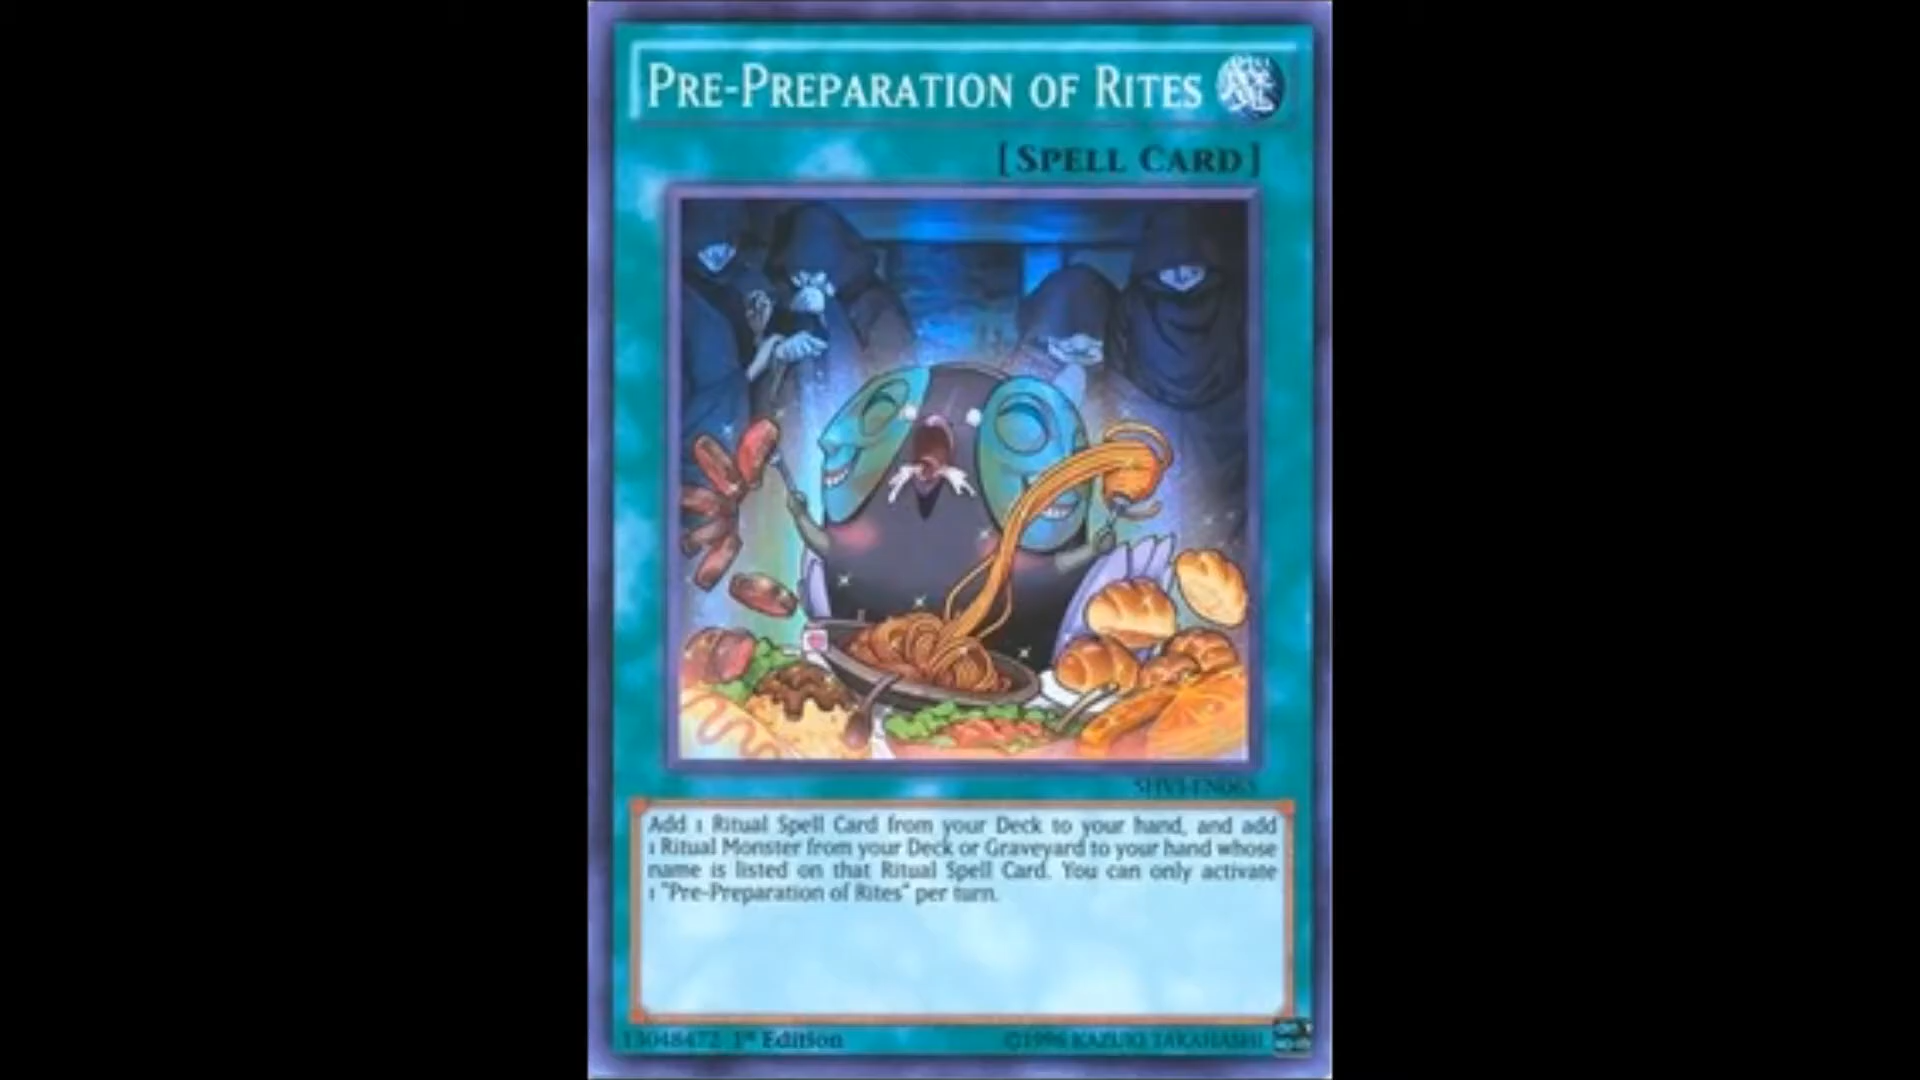 PRE-PREPARATION OF RITES
[SPELL CARD]
SHVI-EN065
Add 1 Ritual Spell Card from your Deck to your hand, and add
1 Ritual Monster from your Deck or Graveyard to your hand whose
name is listed on that Ritual Spell Card. You can only activate
1 "Pre-Preparation of Rites" per turn.
13048472 1st Edition ©1996 KAZUKI TAKAHASHI